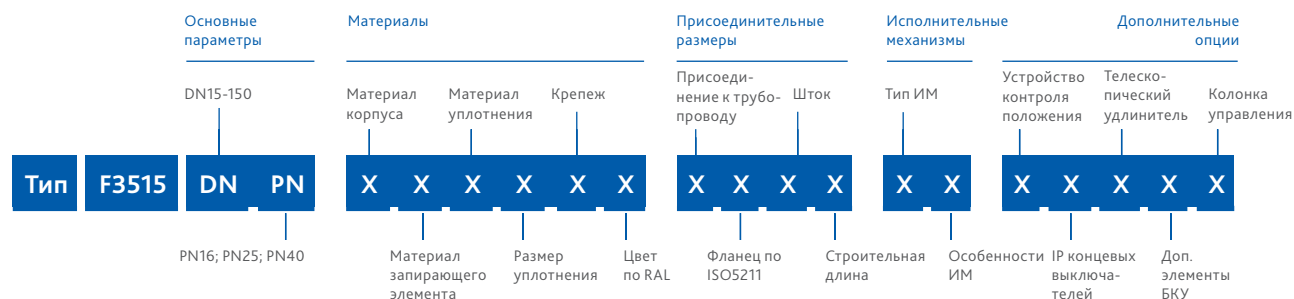 Основные
параметры
Материалы
Присоединительные
размеры
Исполнительные
механизмы
Дополнительные
опции
DN15-150
Материал
корпуса
Материал
уплотнения
Крепеж
Присоеди-
нение к трубо-
проводу
Шток
Тип ИМ
Устройство
контроля
положения
Телеско-
пический
удлинитель
Колонка
управления
Тип F3515 DN PN X X X X X X X X X X X X X X X X X
PN16; PN25; PN40
Материал
запирающего
элемента
Размер
уплотнения
Цвет
по RAL
Фланец по
ISO5211
Строительная
длина
Особенности
ИМ
IP концевых
выключа-
телей
Доп.
элементы
БКУ